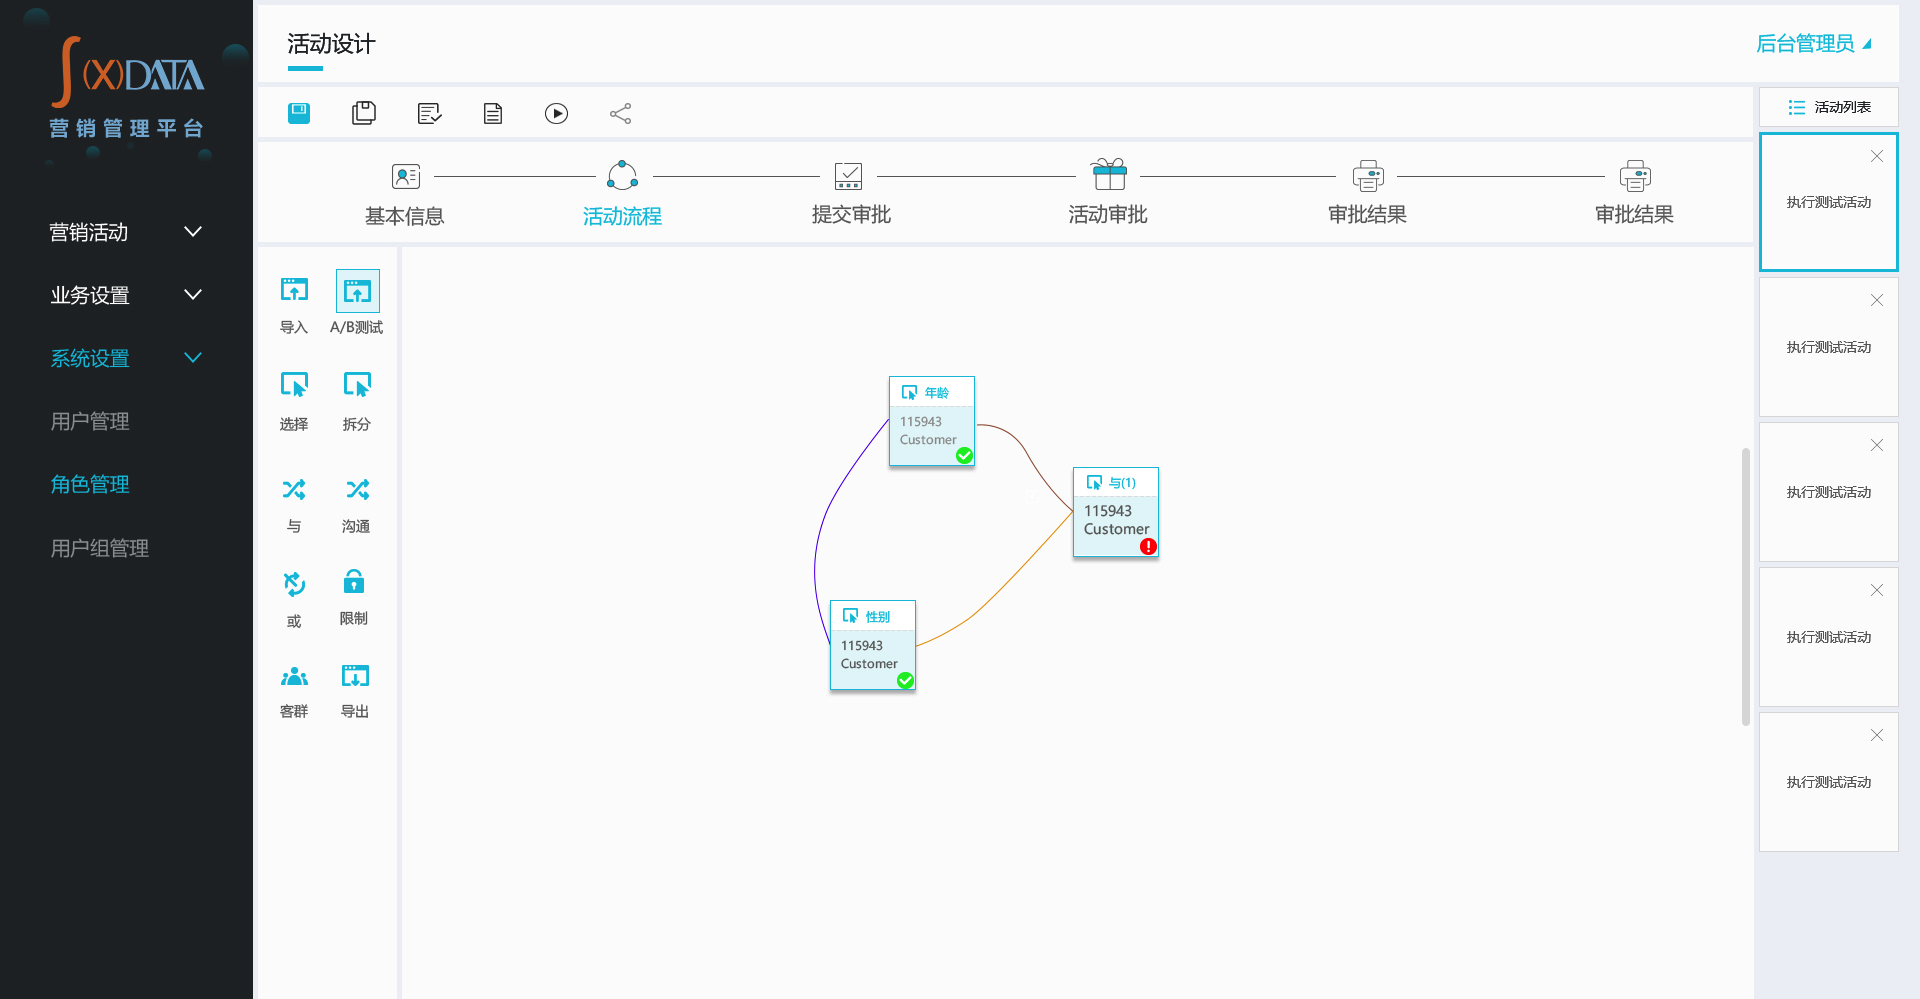 ∫(X)DATA
营销管理平台
营销活动
业务设置
系统设置
用户管理
角色管理
用户组管理
活动设计
后台管理员
基本信息
活动流程
提交审批
活动审批
审批结果
审批结果
导入
A/B测试
选择
拆分
与
沟通
或
限制
客群
导出
年龄
115943
Customer
与(1)
115943
Customer
性别
115943
Customer
活动列表
执行测试活动
执行测试活动
执行测试活动
执行测试活动
执行测试活动